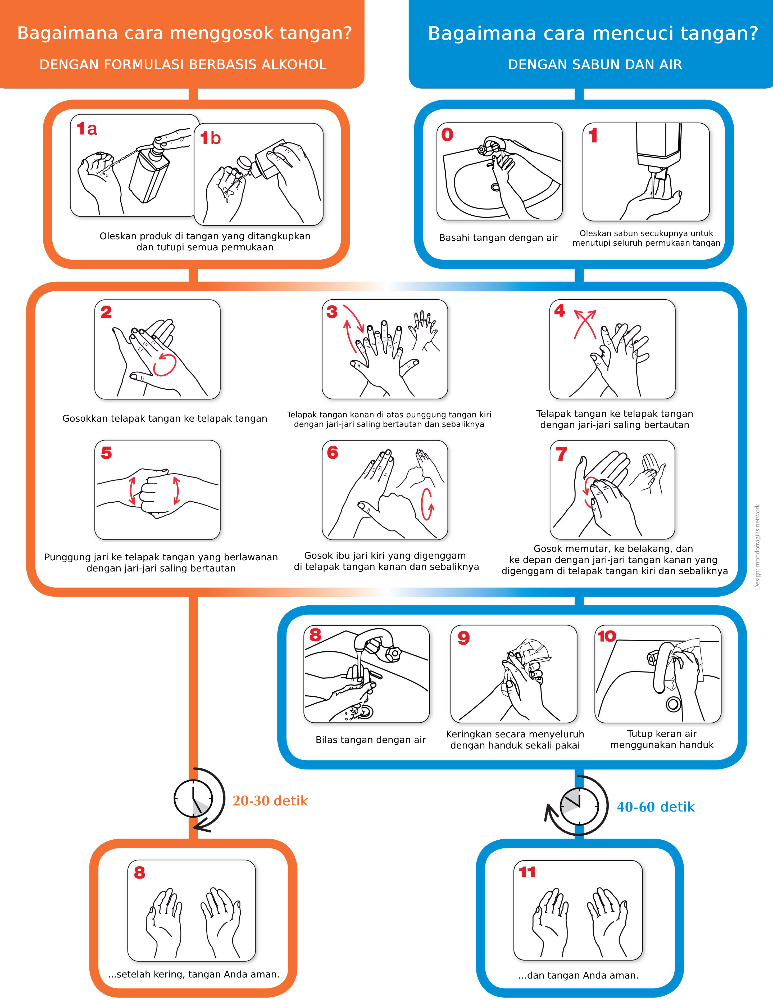 Bagaimana cara menggosok tangan?
DENGAN FORMULASI BERBASIS ALKOHOL
Bagaimana cara mencuci tangan?
DENGAN SABUN DAN AIR
1a
1b
Oleskan produk di tangan yang ditangkupkan
dan tutupi semua permukaan
0
Basahi tangan dengan air
1
Oleskan sabun secukupnya untuk
menutupi seluruh permukaan tangan
2
Gosokkan telapak tangan ke telapak tangan
3
Telapak tangan kanan di atas punggung tangan kiri
dengan jari-jari saling bertautan dan sebaliknya
4
Telapak tangan ke telapak tangan
dengan jari-jari saling bertautan
5
Punggung jari ke telapak tangan yang berlawanan
dengan jari-jari saling bertautan
6
Gosok ibu jari kiri yang digenggam
di telapak tangan kanan dan sebaliknya
7
Gosok memutar, ke belakang, dan
ke depan dengan jari-jari tangan kanan yang
digenggam di telapak tangan kiri dan sebaliknya
Design: mondofragilis network
8
Bilas tangan dengan air
9
Keringkan secara menyeluruh
dengan handuk sekali pakai
10
Tutup keran air
menggunakan handuk
20-30 detik
40-60 detik
8
...setelah kering, tangan Anda aman.
11
...dan tangan Anda aman.